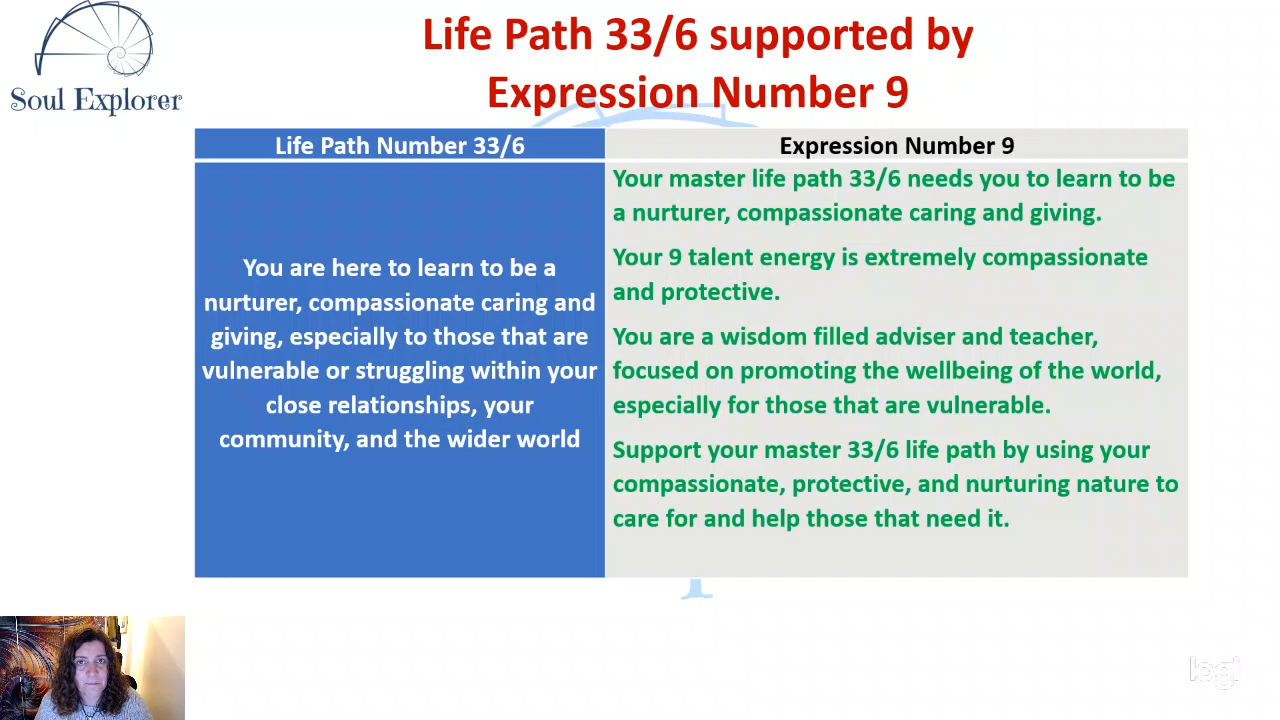 Life Path 33/6 supported by
Expression Number 9
Soul Explorer
Life Path Number 33/6
Expression Number 9
You are here to learn to be a
nurturer, compassionate caring and
giving, especially to those that are
vulnerable or struggling within your
close relationships, your
community, and the wider world
Your master life path 33/6 needs you to learn to be
a nurturer, compassionate caring and giving.
Your 9 talent energy is extremely compassionate
and protective.
You are a wisdom filled adviser and teacher,
focused on promoting the wellbeing of the world,
especially for those that are vulnerable.
Support your master 33/6 life path by using your
compassionate, protective, and nurturing nature to
care for and help those that need it.
logi